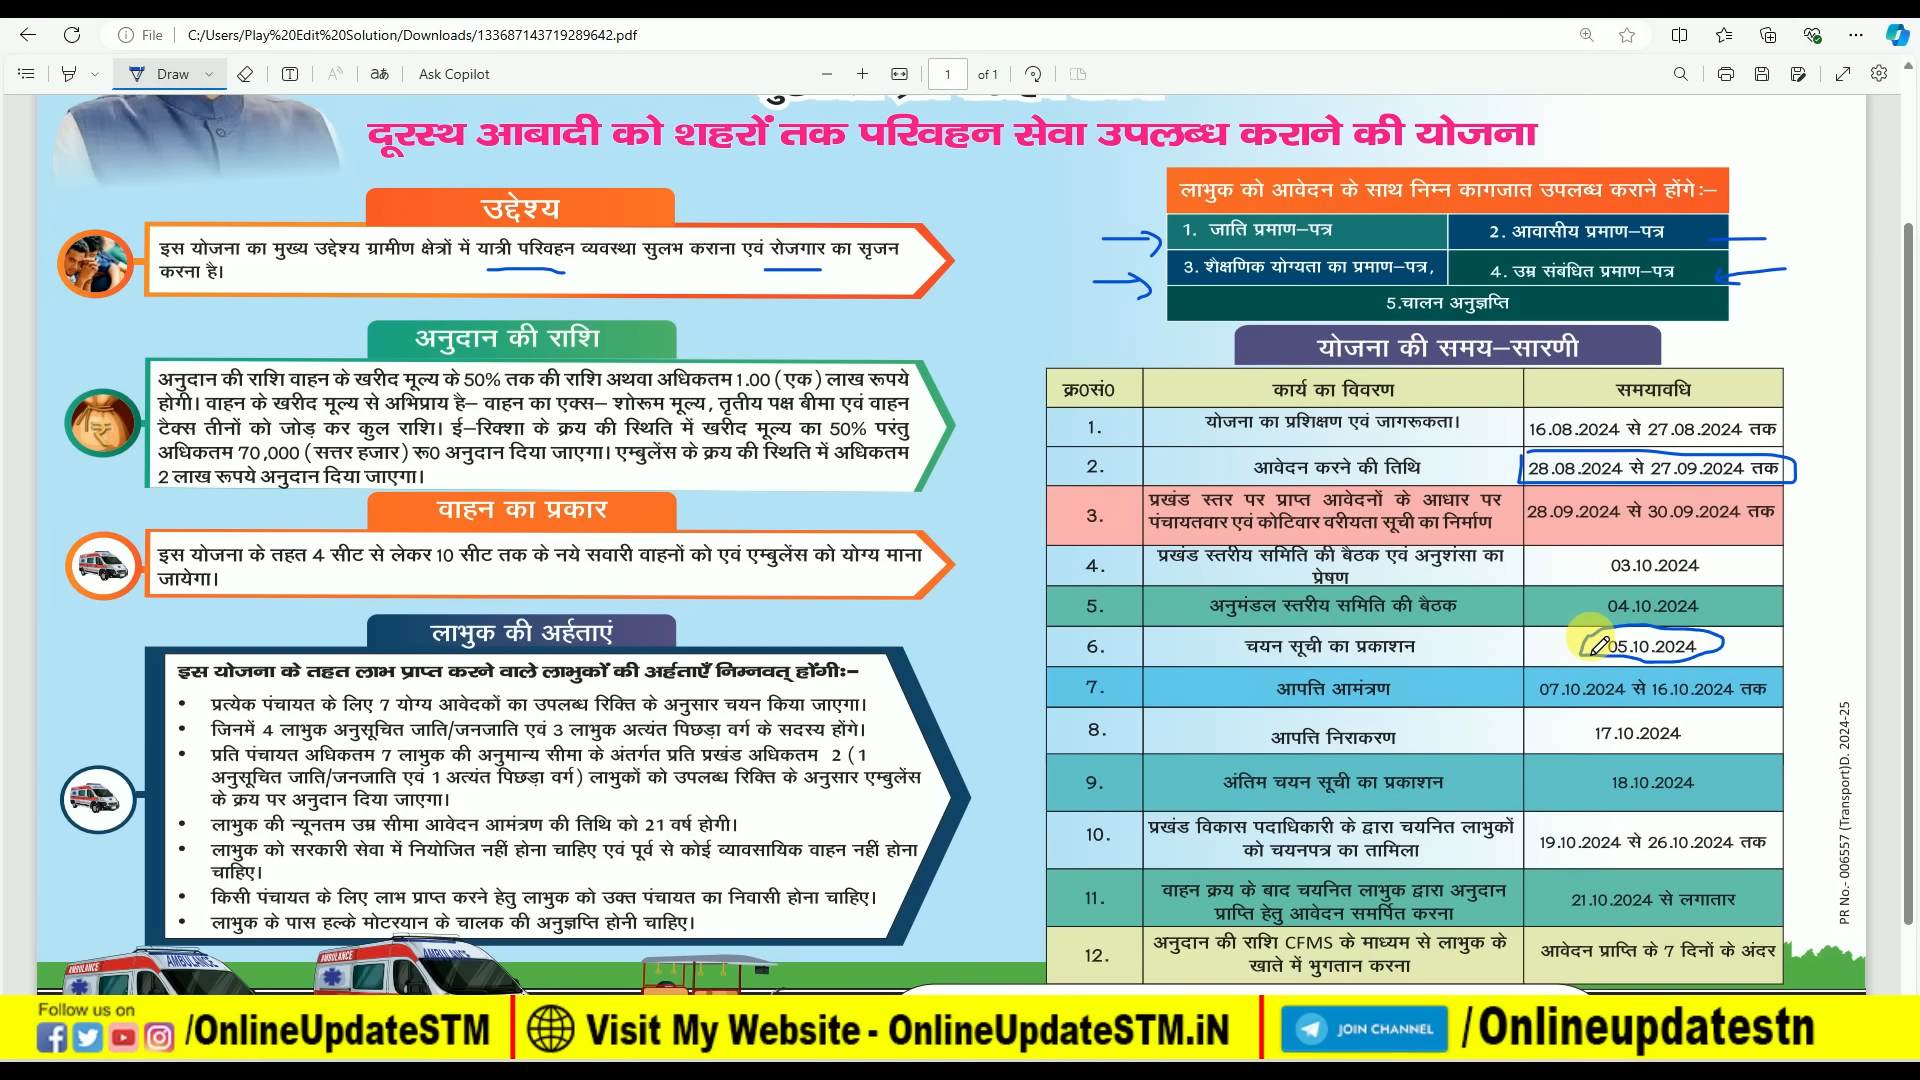 File
C:/Users/Play%20Edit%20Solution/Downloads/133687143719289642.pdf
Draw
Ask Copilot
1 of 1
दूरस्थ आबादी को शहरों तक परिवहन सेवा उपलब्ध कराने की योजना
उद्देश्य
इस योजना का मुख्य उद्देश्य ग्रामीण क्षेत्रों में यात्री परिवहन व्यवस्था सुलभ कराना एवं रोजगार का सृजन
करना है।
अनुदान की राशि
अनुदान की राशि वाहन के खरीद मूल्य के 50% तक की राशि अथवा अधिकतम 1.00 (एक) लाख रूपये
होगी। वाहन के खरीद मूल्य से अभिप्राय है– वाहन का एक्स– शोरूम मूल्य, तृतीय पक्ष बीमा एवं वाहन
टैक्स तीनों को जोड़ कर कुल राशि। ई–रिक्शा के क्रय की स्थिति में खरीद मूल्य का 50% परंतु
अधिकतम 70,000 (सत्तर हजार) रू0 अनुदान दिया जाएगा। एम्बुलेंस के क्रय की स्थिति में अधिकतम
2 लाख रूपये अनुदान दिया जाएगा।
वाहन का प्रकार
इस योजना के तहत 4 सीट से लेकर 10 सीट तक के नये सवारी वाहनों को एवं एम्बुलेंस को योग्य माना
जायेगा।
लाभुक की अर्हताएं
इस योजना के तहत लाभ प्राप्त करने वाले लाभुकों की अर्हताएँ निम्नवत् होंगी:–
• प्रत्येक पंचायत के लिए 7 योग्य आवेदकों का उपलब्ध रिक्ति के अनुसार चयन किया जाएगा।
• जिनमें 4 लाभुक अनुसूचित जाति/जनजाति एवं 3 लाभुक अत्यंत पिछड़ा वर्ग के सदस्य होंगे।
• प्रति पंचायत अधिकतम 7 लाभुक की अनुमान्य सीमा के अंतर्गत प्रति प्रखंड अधिकतम 2 (1
अनुसूचित जाति/जनजाति एवं 1 अत्यंत पिछड़ा वर्ग) लाभुकों को उपलब्ध रिक्ति के अनुसार एम्बुलेंस
के क्रय पर अनुदान दिया जाएगा।
• लाभुक की न्यूनतम उम्र सीमा आवेदन आमंत्रण की तिथि को 21 वर्ष होगी।
• लाभुक को सरकारी सेवा में नियोजित नहीं होना चाहिए एवं पूर्व से कोई व्यावसायिक वाहन नहीं होना
चाहिए।
• किसी पंचायत के लिए लाभ प्राप्त करने हेतु लाभुक को उक्त पंचायत का निवासी होना चाहिए।
• लाभुक के पास हल्के मोटरयान के चालक की अनुज्ञप्ति होनी चाहिए।
लाभुक को आवेदन के साथ निम्न कागजात उपलब्ध कराने होंगे:–
1. जाति प्रमाण–पत्र
2. आवासीय प्रमाण–पत्र
3. शैक्षणिक योग्यता का प्रमाण–पत्र,
4. उम्र संबंधित प्रमाण–पत्र
5.चालन अनुज्ञप्ति
योजना की समय–सारणी
क्र0सं0 कार्य का विवरण समयावधि
1. योजना का प्रशिक्षण एवं जागरूकता। 16.08.2024 से 27.08.2024 तक
2. आवेदन करने की तिथि 28.08.2024 से 27.09.2024 तक
3. प्रखंड स्तर पर प्राप्त आवेदनों के आधार पर
पंचायतवार एवं कोटिवार वरीयता सूची का निर्माण 28.09.2024 से 30.09.2024 तक
4. प्रखंड स्तरीय समिति की बैठक एवं अनुशंसा का
प्रेषण 03.10.2024
5. अनुमंडल स्तरीय समिति की बैठक 04.10.2024
6. चयन सूची का प्रकाशन 05.10.2024
7. आपत्ति आमंत्रण 07.10.2024 से 16.10.2024 तक
8. आपत्ति निराकरण 17.10.2024
9. अंतिम चयन सूची का प्रकाशन 18.10.2024
10. प्रखंड विकास पदाधिकारी के द्वारा चयनित लाभुकों
को चयनपत्र का तामिला 19.10.2024 से 26.10.2024 तक
11. वाहन क्रय के बाद चयनित लाभुक द्वारा अनुदान
प्राप्ति हेतु आवेदन समर्पित करना 21.10.2024 से लगातार
12. अनुदान की राशि CFMS के माध्यम से लाभुक के
खाते में भुगतान करना आवेदन प्राप्ति के 7 दिनों के अंदर
PR No.- 006557 (Transport)D. 2024-25
AMBULANCE
AMBULANCE
AMBULANCE
AMBULANCE
Follow us on
/OnlineUpdateSTM
Visit My Website - OnlineUpdateSTM.iN
JOIN CHANNEL
/Onlineupdatestn